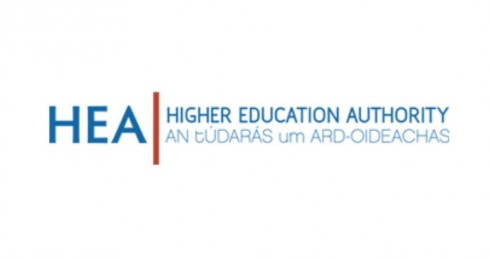 HEA
HIGHER EDUCATION AUTHORITY
AN tÚDARÁS um ARD-OIDEACHAS